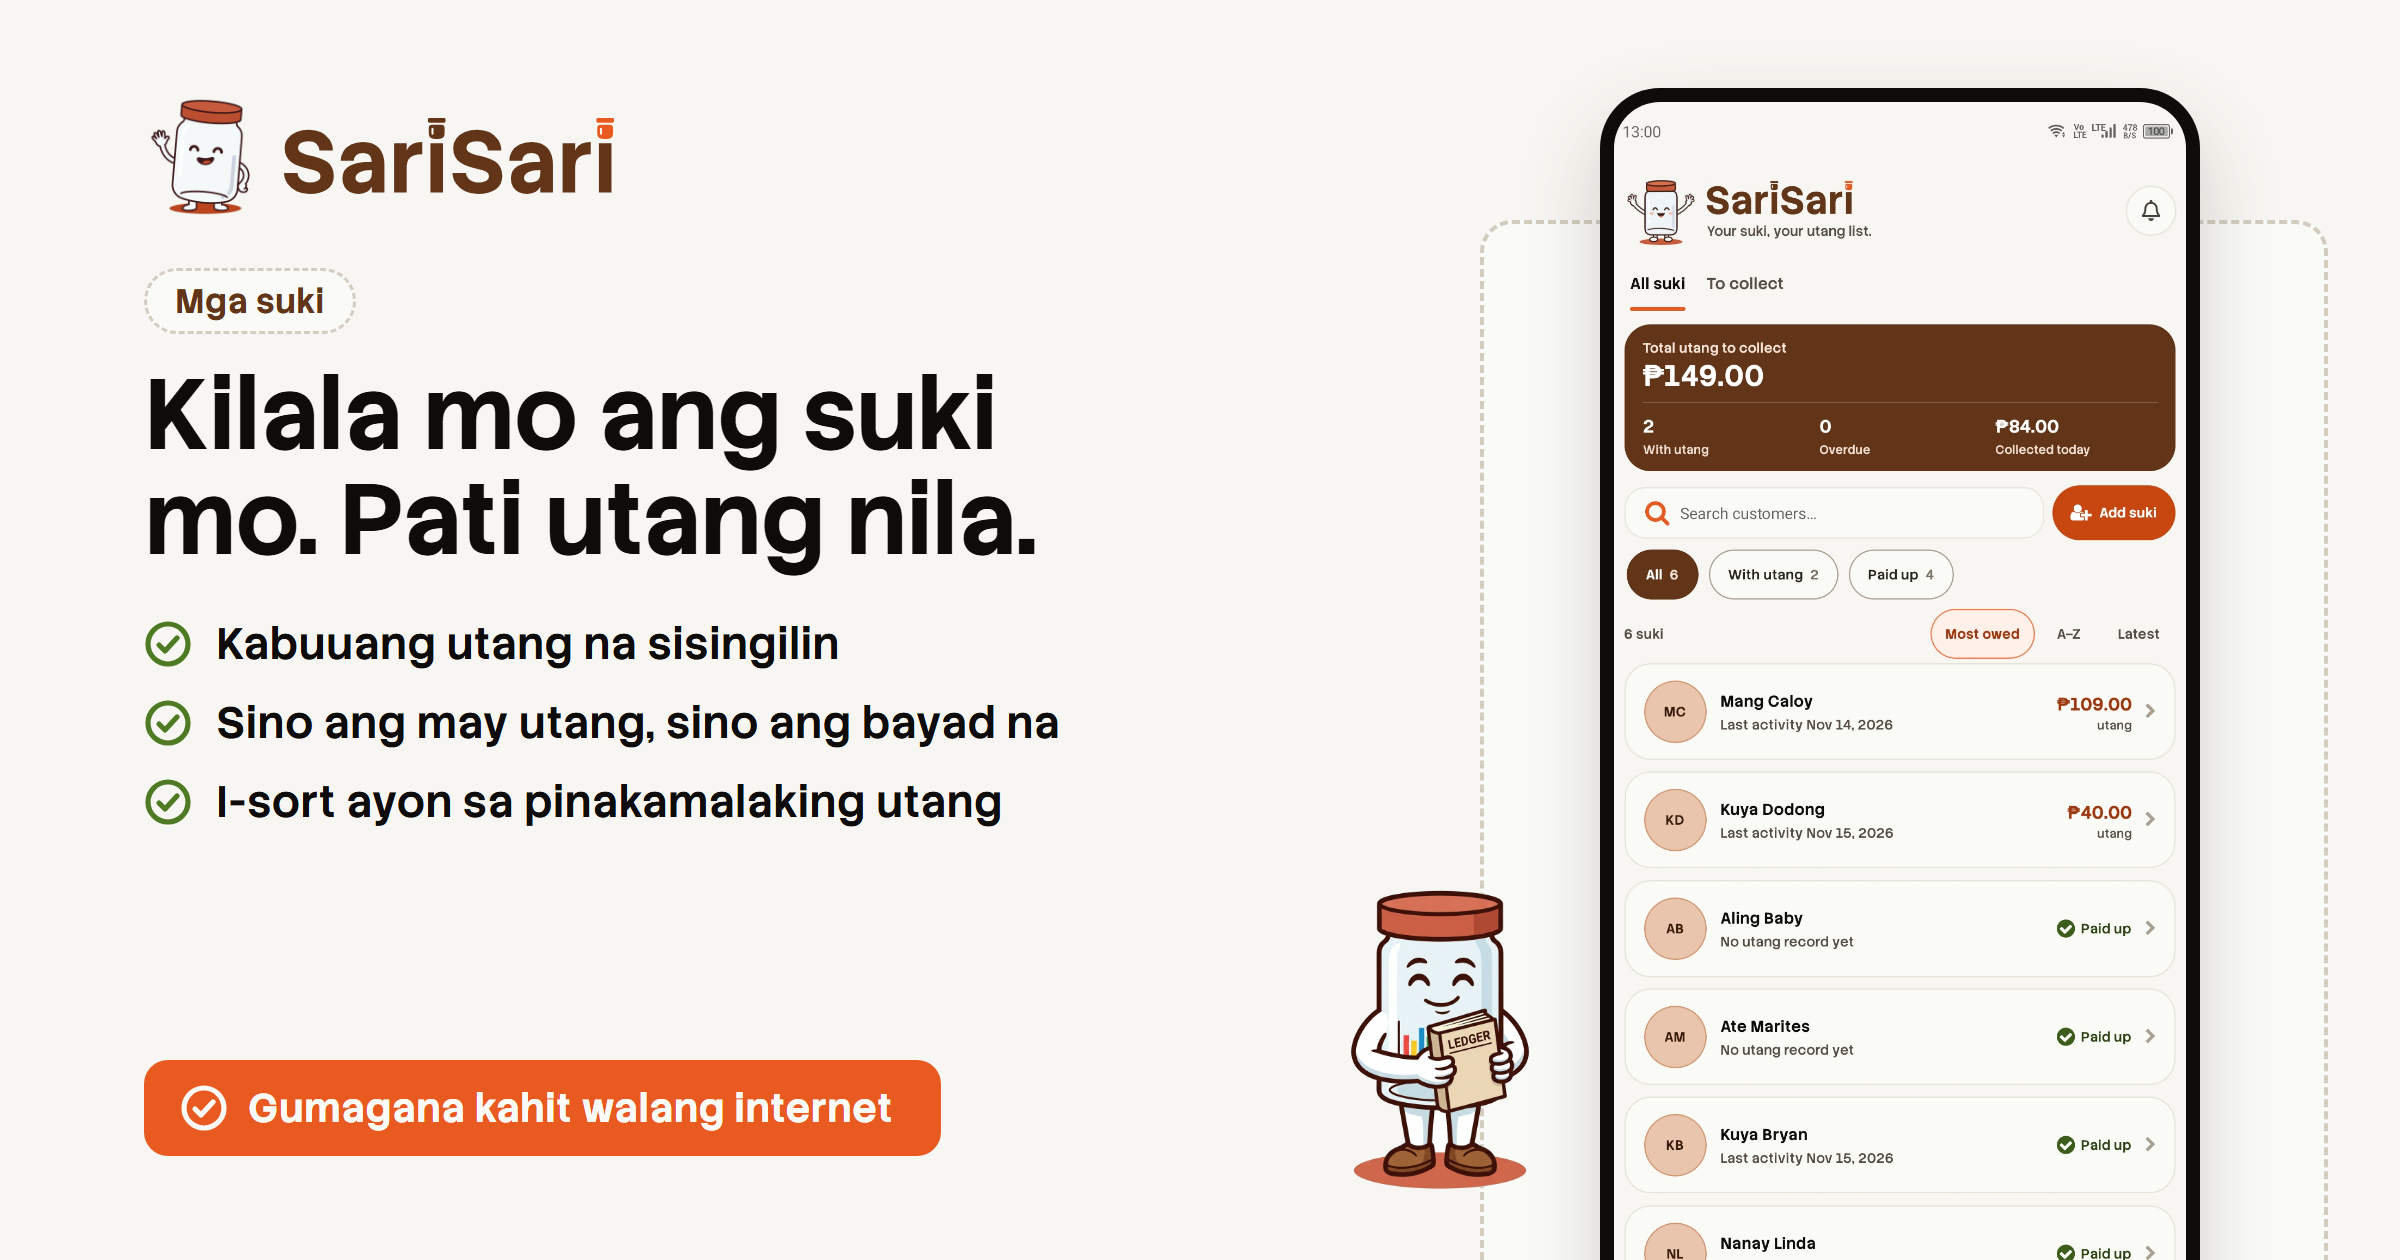 SariSari
Mga suki
Kilala mo ang suki
mo. Pati utang nila.
Kabuuang utang na sisingilin
Sino ang may utang, sino ang bayad na
I-sort ayon sa pinakamalaking utang
Gumagana kahit walang internet
LEDGER
13:00
Vo LTE LTE 478 B/S 100
SariSari
Your suki, your utang list.
All suki To collect
Total utang to collect
₱149.00
2 0 ₱84.00
With utang Overdue Collected today
Search customers...
Add suki
All 6 With utang 2 Paid up 4
6 suki Most owed A–Z Latest
MC Mang Caloy ₱109.00
Last activity Nov 14, 2026 utang
KD Kuya Dodong ₱40.00
Last activity Nov 15, 2026 utang
AB Aling Baby Paid up
No utang record yet
AM Ate Marites Paid up
No utang record yet
KB Kuya Bryan Paid up
Last activity Nov 15, 2026
NL Nanay Linda Paid up